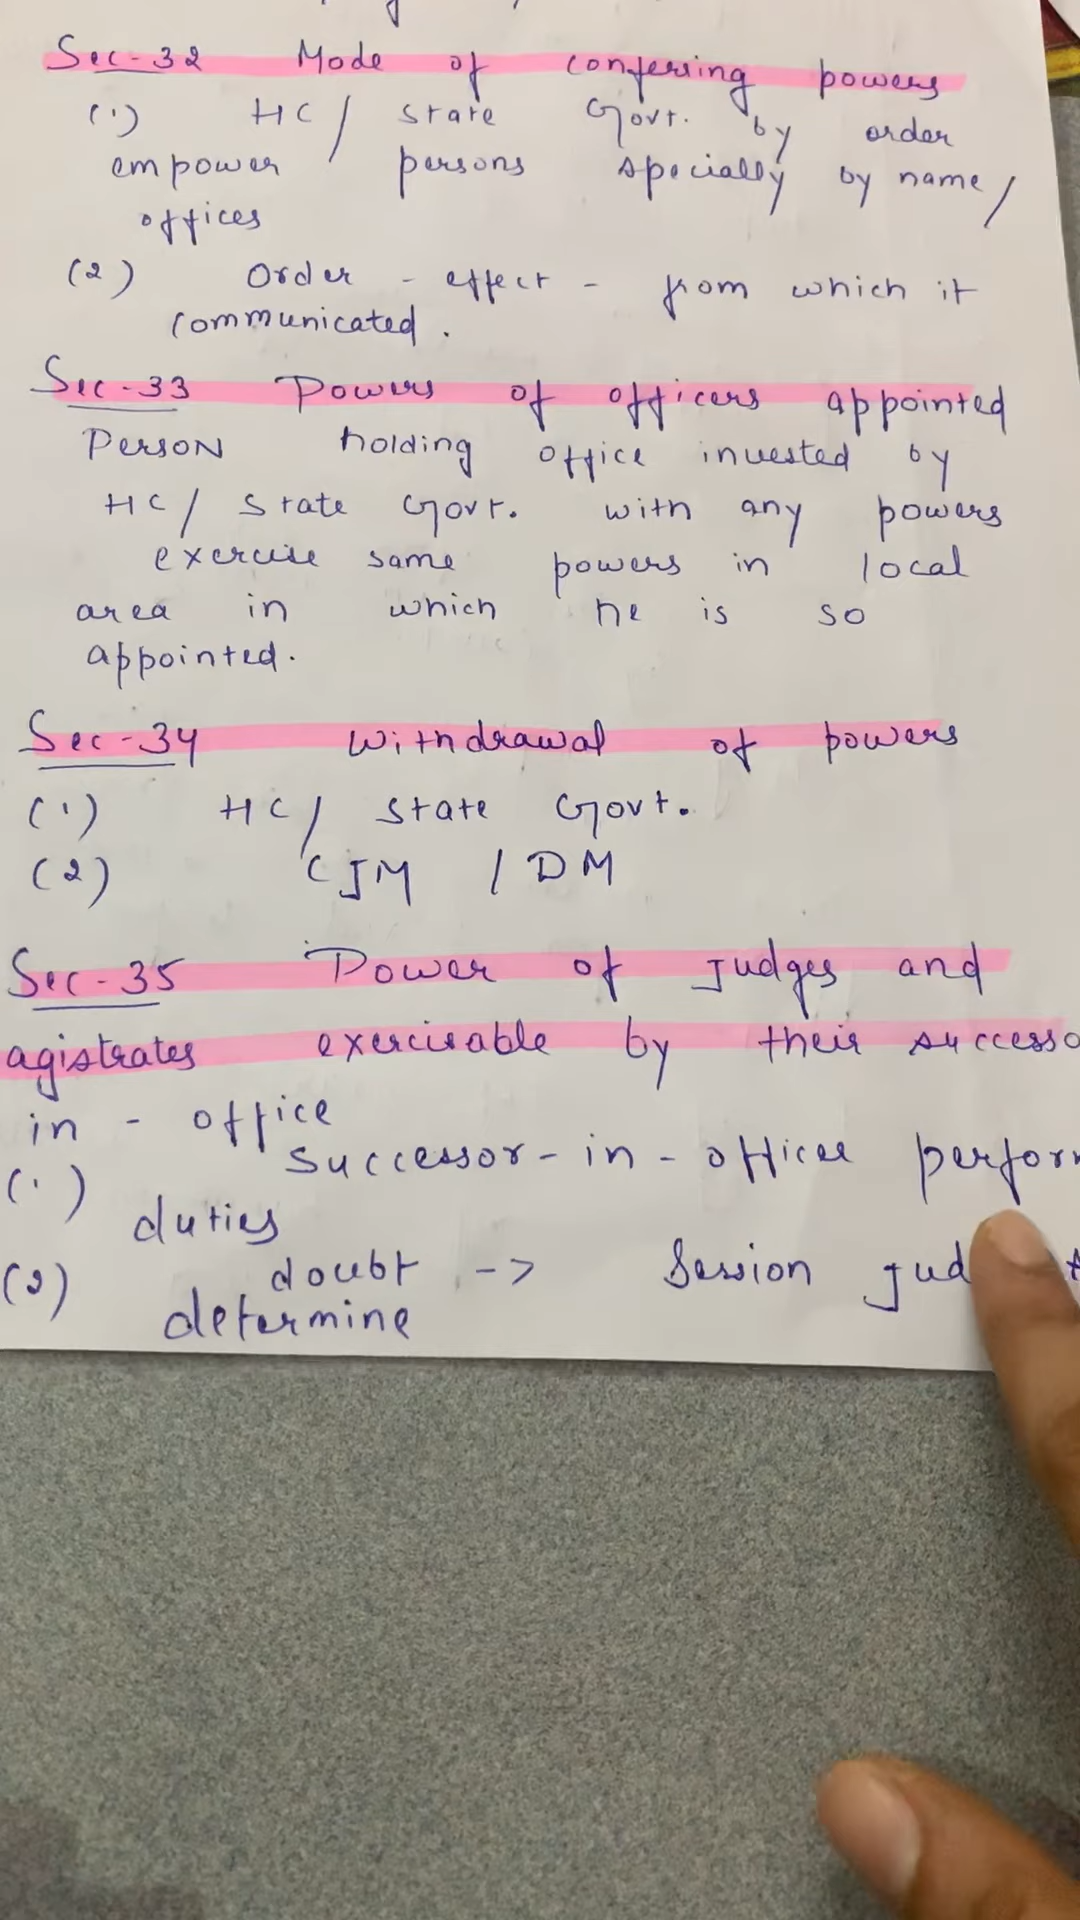 Sec-32 Mode of conferring powers
(1) HC / State Govt. by order
empower persons specially by name /
offices
(2) Order - effect - from which it
communicated.
Sec-33 Powers of officers appointed
Person holding office invested by
HC / State Govt. with any powers
exercise same powers in local
area in which he is so
appointed.
Sec-34 Withdrawal of powers
(1) HC / State Govt.
(2) CJM / DM
Sec-35 Power of Judges and
agistrates exercisable by their successo
in - office
(1) Successor - in - office perfor
duties
(2) doubt -> Session jud
determine